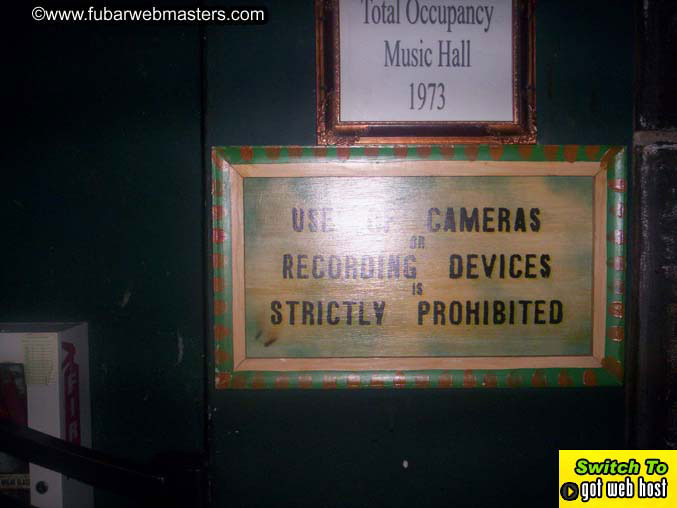 ©www.fubarwebmasters.com
Total Occupancy
Music Hall
1973
USE OF CAMERAS
OR
RECORDING DEVICES
IS
STRICTLY PROHIBITED
FIRE
Switch To
got web host